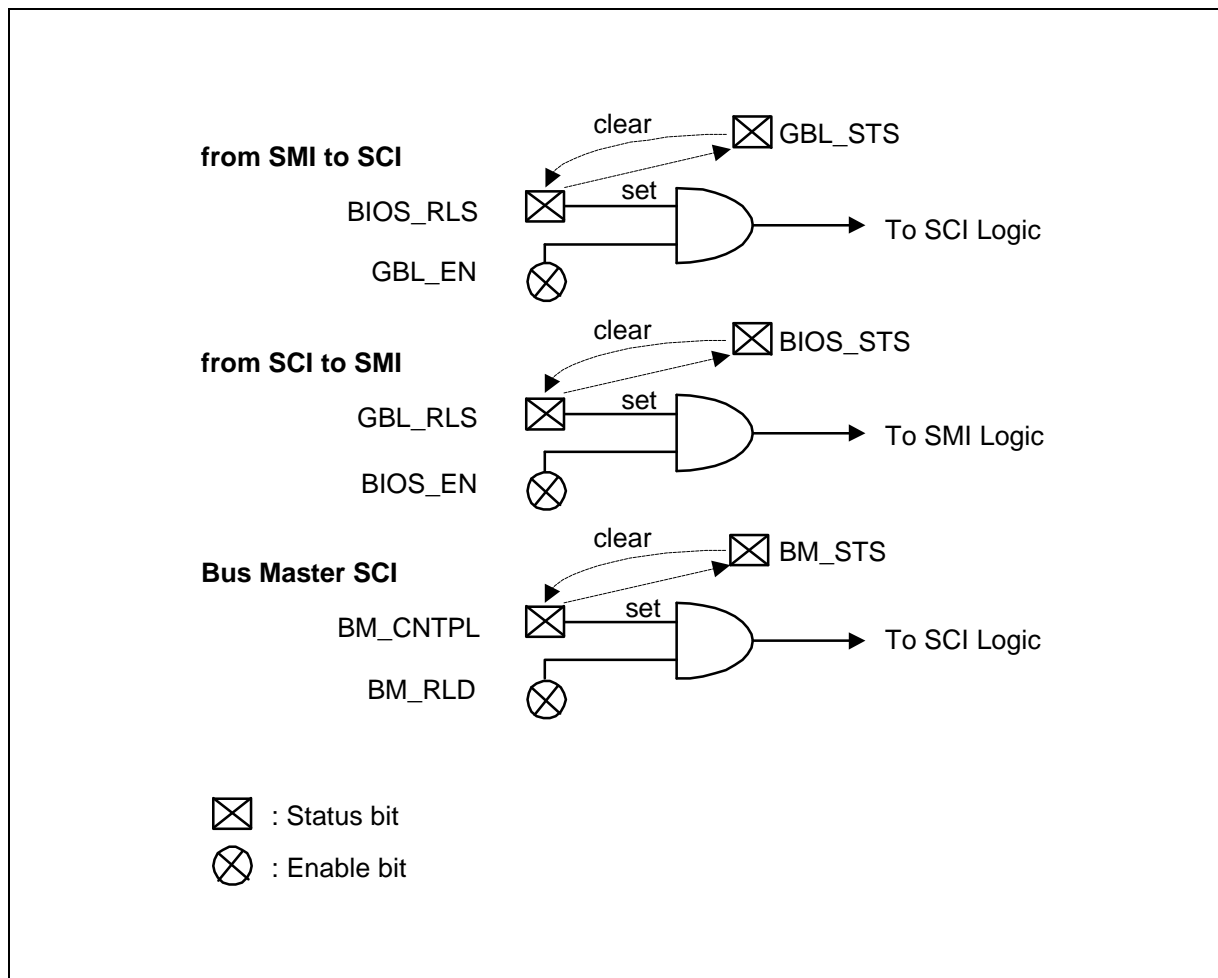 clear
GBL_STS
from SMI to SCI
set
BIOS_RLS
To SCI Logic
GBL_EN
clear
BIOS_STS
from SCI to SMI
set
GBL_RLS
To SMI Logic
BIOS_EN
clear
BM_STS
Bus Master SCI
set
BM_CNTPL
To SCI Logic
BM_RLD
: Status bit
: Enable bit